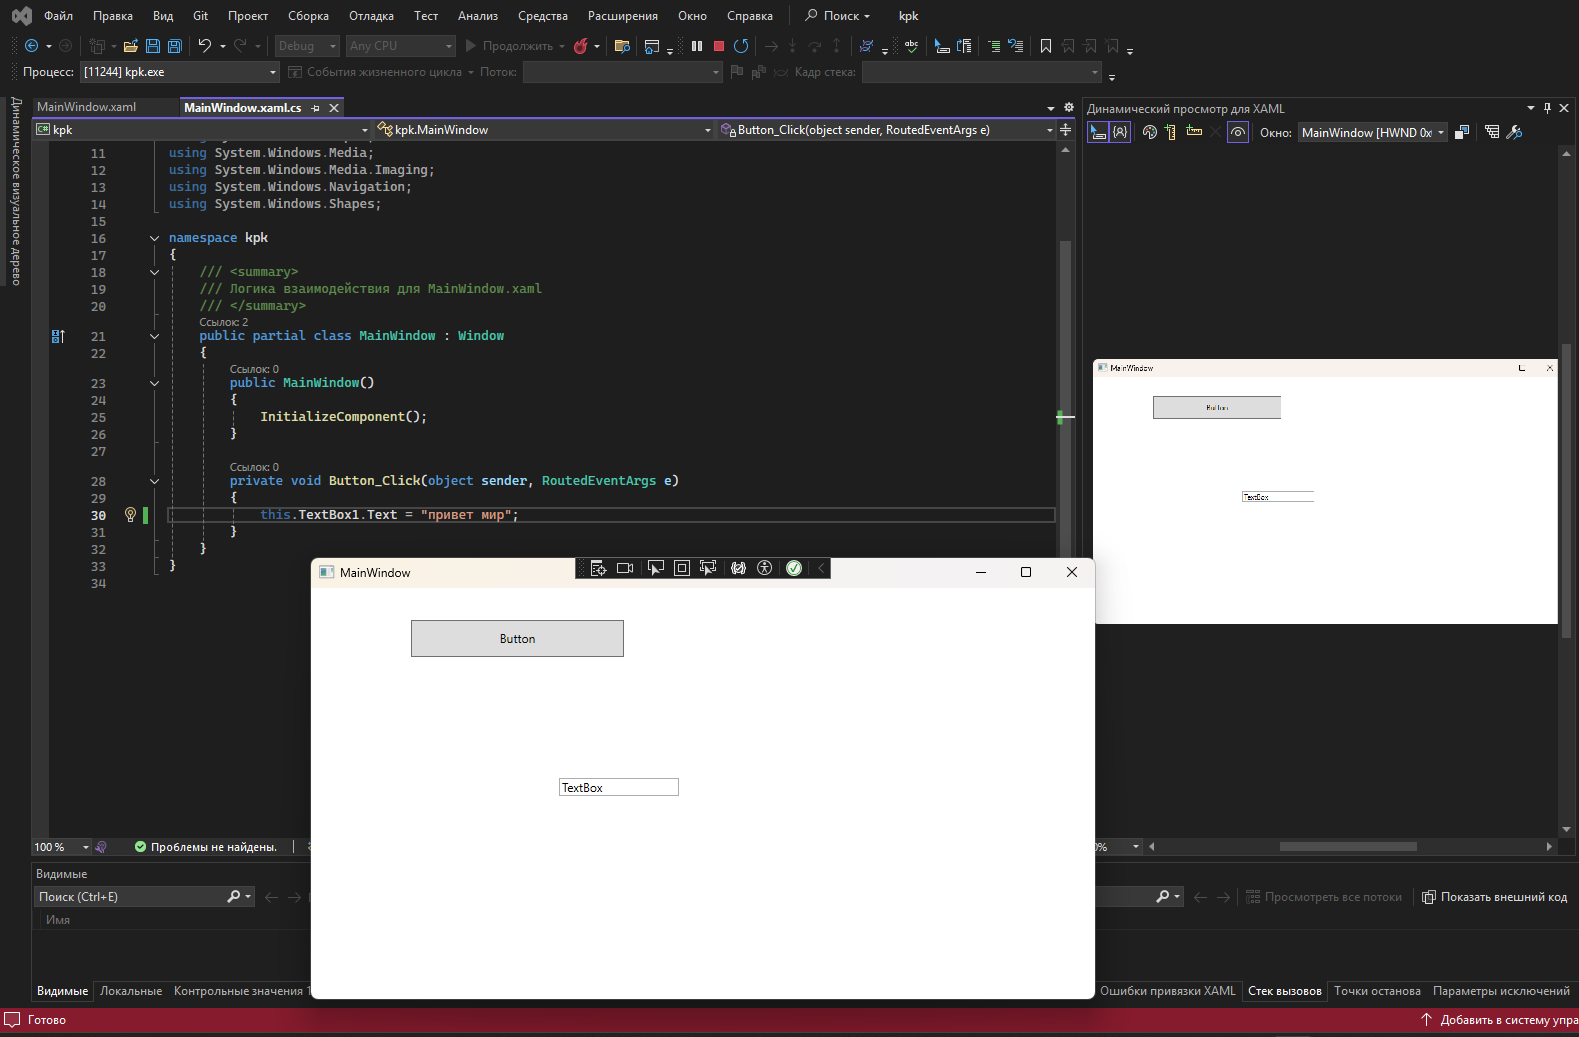 Файл Правка Вид Git Проект Сборка Отладка Тест Анализ Средства Расширения Окно Справка Поиск kpk
Debug Any CPU Продолжить
Процесс: [11244] kpk.exe События жизненного цикла Поток: Кадр стека:
Динамическое визуальное дерево
MainWindow.xaml MainWindow.xaml.cs
kpk kpk.MainWindow Button_Click(object sender, RoutedEventArgs e)
11 using System.Windows.Media;
12 using System.Windows.Media.Imaging;
13 using System.Windows.Navigation;
14 using System.Windows.Shapes;
15
16 namespace kpk
17 {
18 /// <summary>
19 /// Логика взаимодействия для MainWindow.xaml
20 /// </summary>
Ссылок: 2
21 public partial class MainWindow : Window
22 {
Ссылок: 0
23 public MainWindow()
24 {
25 InitializeComponent();
26 }
27
Ссылок: 0
28 private void Button_Click(object sender, RoutedEventArgs e)
29 {
30 this.TextBox1.Text = "привет мир";
31 }
32 }
33 }
34
Динамический просмотр для XAML
Окно: MainWindow [HWND 0x
MainWindow
Button
TextBox
MainWindow
Button
TextBox
100 % Проблемы не найдены.
0%
Видимые
Поиск (Ctrl+E)
Просмотреть все потоки Показать внешний код
Имя
Видимые Локальные Контрольные значения 1
Ошибки привязки XAML Стек вызовов Точки останова Параметры исключений
Готово
Добавить в систему упра